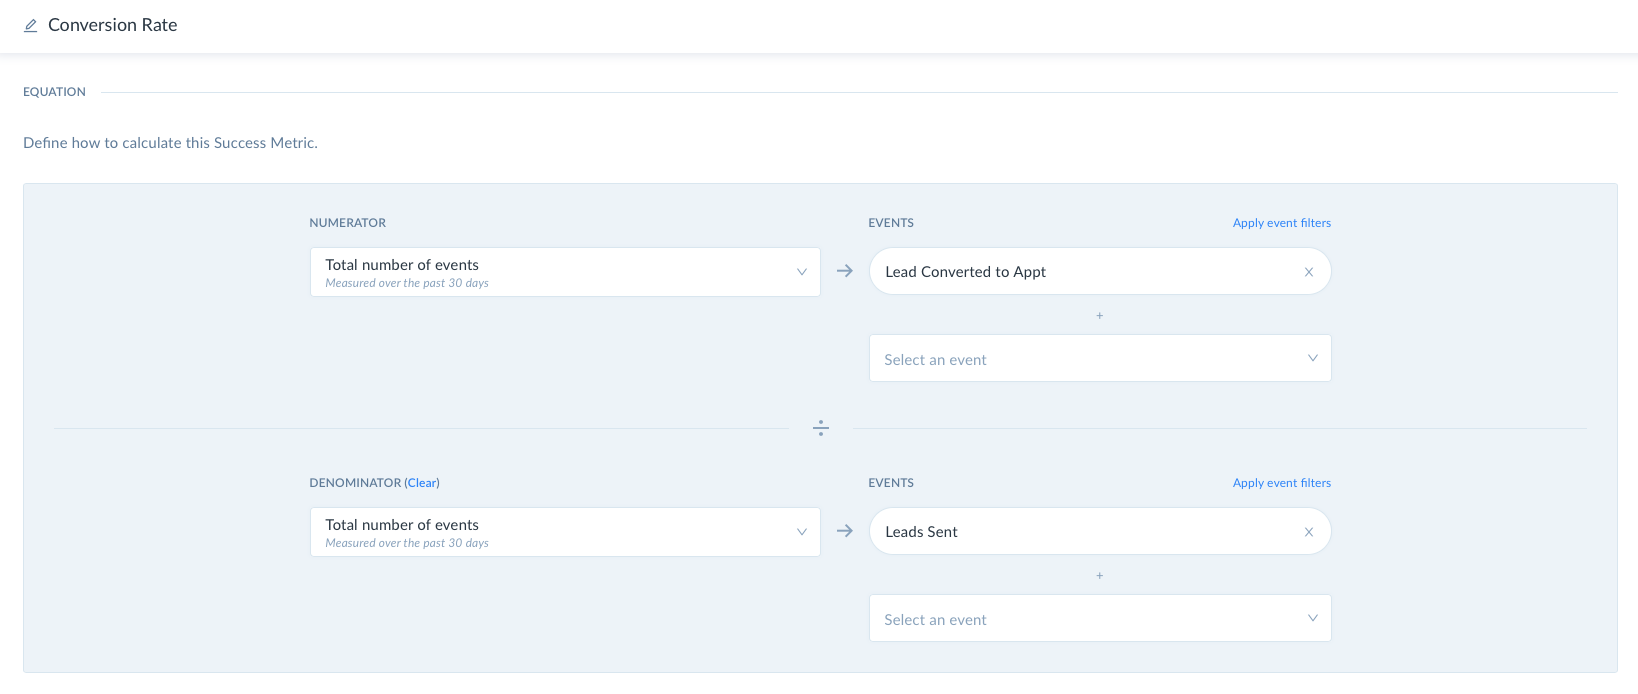 Conversion Rate
EQUATION
Define how to calculate this Success Metric.
NUMERATOR
EVENTS
Apply event filters
Total number of events
Measured over the past 30 days
Lead Converted to Appt
x
+
Select an event
÷
DENOMINATOR (Clear)
EVENTS
Apply event filters
Total number of events
Measured over the past 30 days
Leads Sent
x
+
Select an event